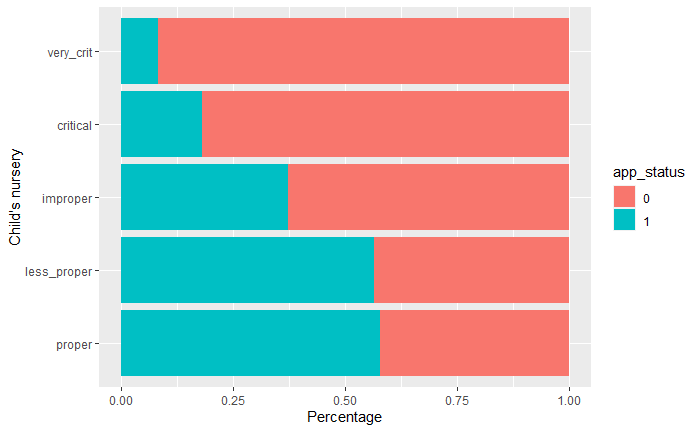 very_crit
critical
improper
less_proper
proper
Child's nursery
0.00 0.25 0.50 0.75 1.00
Percentage
app_status
0
1